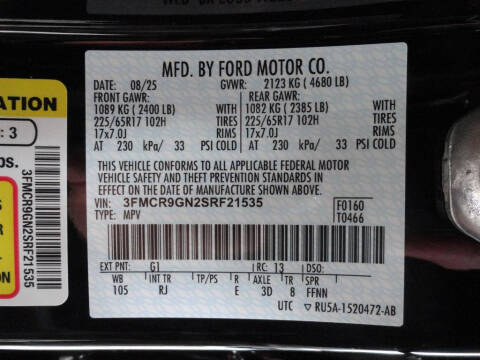 MFD. BY FORD MOTOR CO.
DATE: 08/25 GVWR: 2123 KG ( 4680 LB)
FRONT GAWR: REAR GAWR:
1089 KG ( 2400 LB) WITH 1082 KG ( 2385 LB) WITH
225/65R17 102H TIRES 225/65R17 102H TIRES
17x7.0J RIMS 17x7.0J RIMS
AT 230 kPa/ 33 PSI COLD AT 230 kPa/ 33 PSI COLD
THIS VEHICLE CONFORMS TO ALL APPLICABLE FEDERAL MOTOR
VEHICLE SAFETY AND THEFT PREVENTION STANDARDS IN
EFFECT ON THE DATE OF MANUFACTURE SHOWN ABOVE.
VIN: 3FMCR9GN2SRF21535 F0160
TYPE: MPV T0466
EXT PNT: G1 RC: 13 DSO:
WB INT TR TP/PS R AXLE TR SPR
105 RJ E 3D 8 FFNN
UTC RU5A-1520472-AB
ATION
: 3
bs.
3FMCR9GN2SRF21535